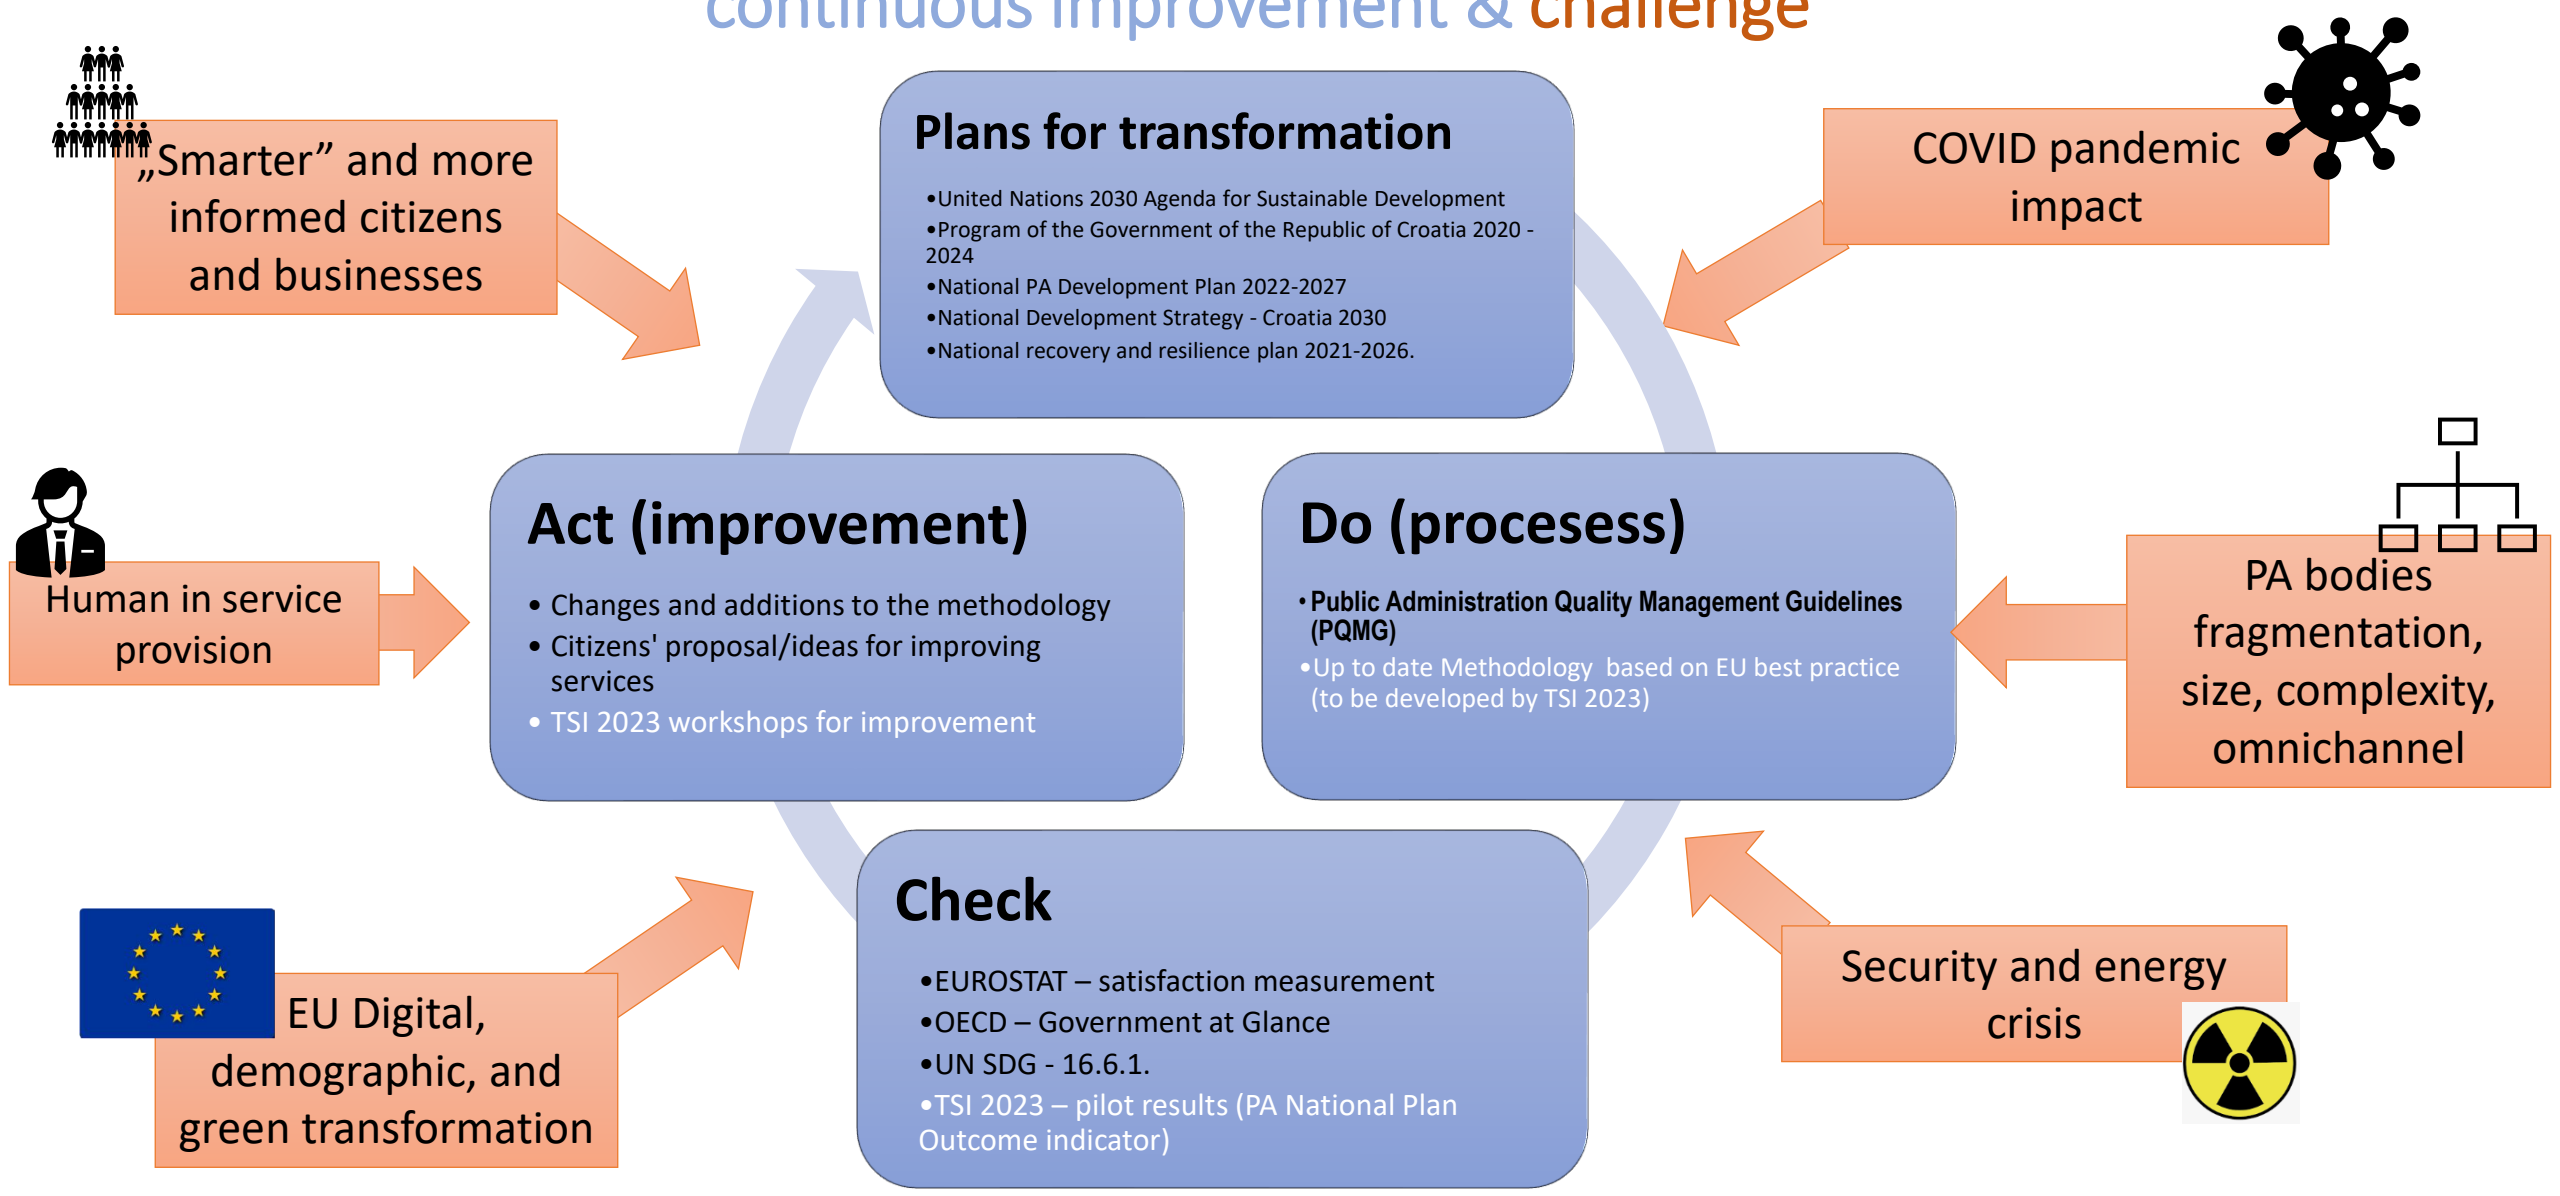 continuous improvement & challenge
„Smarter” and more
informed citizens
and businesses
Plans for transformation
•United Nations 2030 Agenda for Sustainable Development
•Program of the Government of the Republic of Croatia 2020 -
2024
•National PA Development Plan 2022-2027
•National Development Strategy - Croatia 2030
•National recovery and resilience plan 2021-2026.
COVID pandemic
impact
Human in service
provision
Act (improvement)
• Changes and additions to the methodology
• Citizens' proposal/ideas for improving
services
• TSI 2023 workshops for improvement
Do (procesess)
• Public Administration Quality Management Guidelines
(PQMG)
•Up to date Methodology  based on EU best practice
(to be developed by TSI 2023)
PA bodies
fragmentation,
size, complexity,
omnichannel
EU Digital,
demographic, and
green transformation
Check
•EUROSTAT – satisfaction measurement
•OECD – Government at Glance
•UN SDG - 16.6.1.
•TSI 2023 – pilot results (PA National Plan
Outcome indicator)
Security and energy
crisis